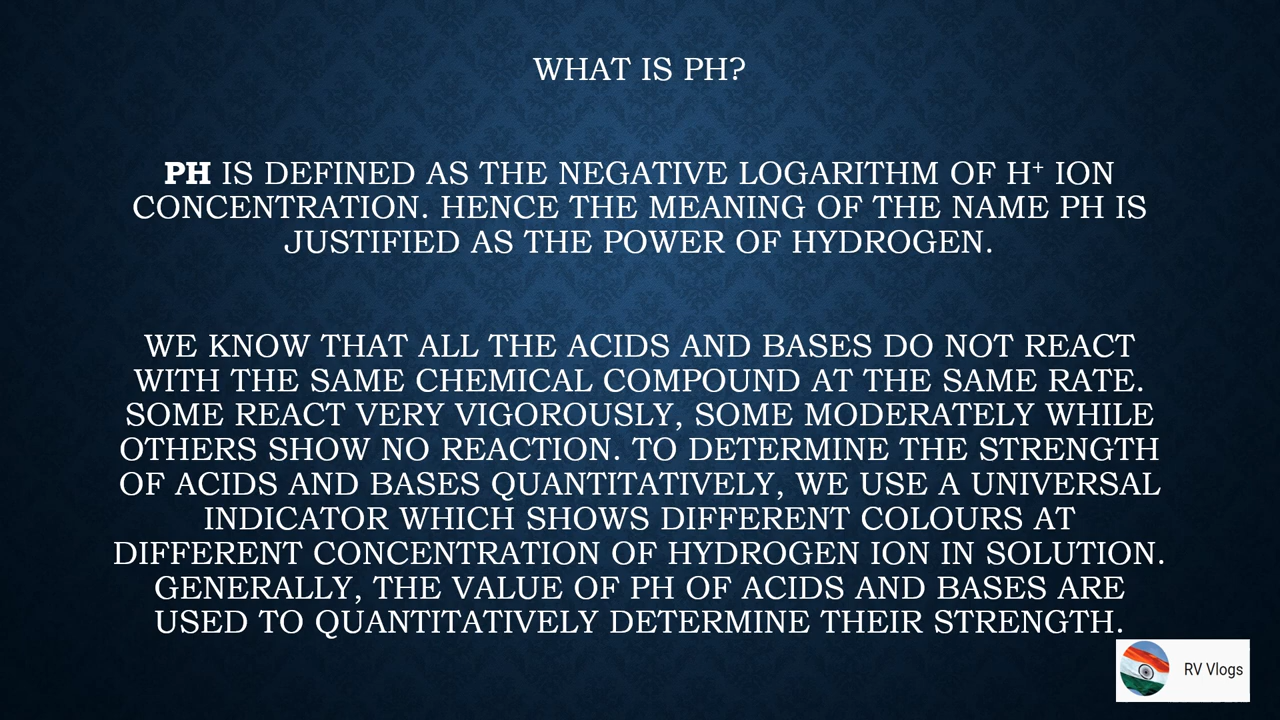 WHAT IS PH?
PH IS DEFINED AS THE NEGATIVE LOGARITHM OF H⁺ ION
CONCENTRATION. HENCE THE MEANING OF THE NAME PH IS
JUSTIFIED AS THE POWER OF HYDROGEN.
WE KNOW THAT ALL THE ACIDS AND BASES DO NOT REACT
WITH THE SAME CHEMICAL COMPOUND AT THE SAME RATE.
SOME REACT VERY VIGOROUSLY, SOME MODERATELY WHILE
OTHERS SHOW NO REACTION. TO DETERMINE THE STRENGTH
OF ACIDS AND BASES QUANTITATIVELY, WE USE A UNIVERSAL
INDICATOR WHICH SHOWS DIFFERENT COLOURS AT
DIFFERENT CONCENTRATION OF HYDROGEN ION IN SOLUTION.
GENERALLY, THE VALUE OF PH OF ACIDS AND BASES ARE
USED TO QUANTITATIVELY DETERMINE THEIR STRENGTH.
RV Vlogs